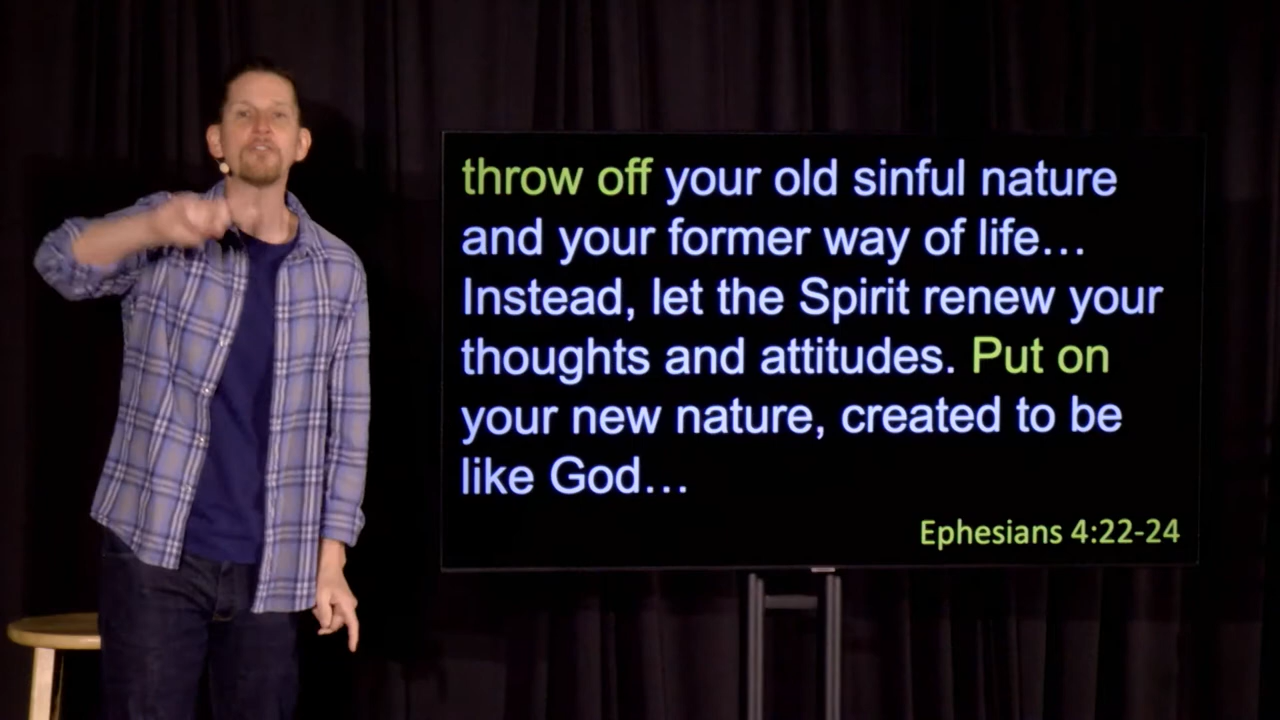 throw off your old sinful nature
and your former way of life…
Instead, let the Spirit renew your
thoughts and attitudes. Put on
your new nature, created to be
like God…
Ephesians 4:22-24